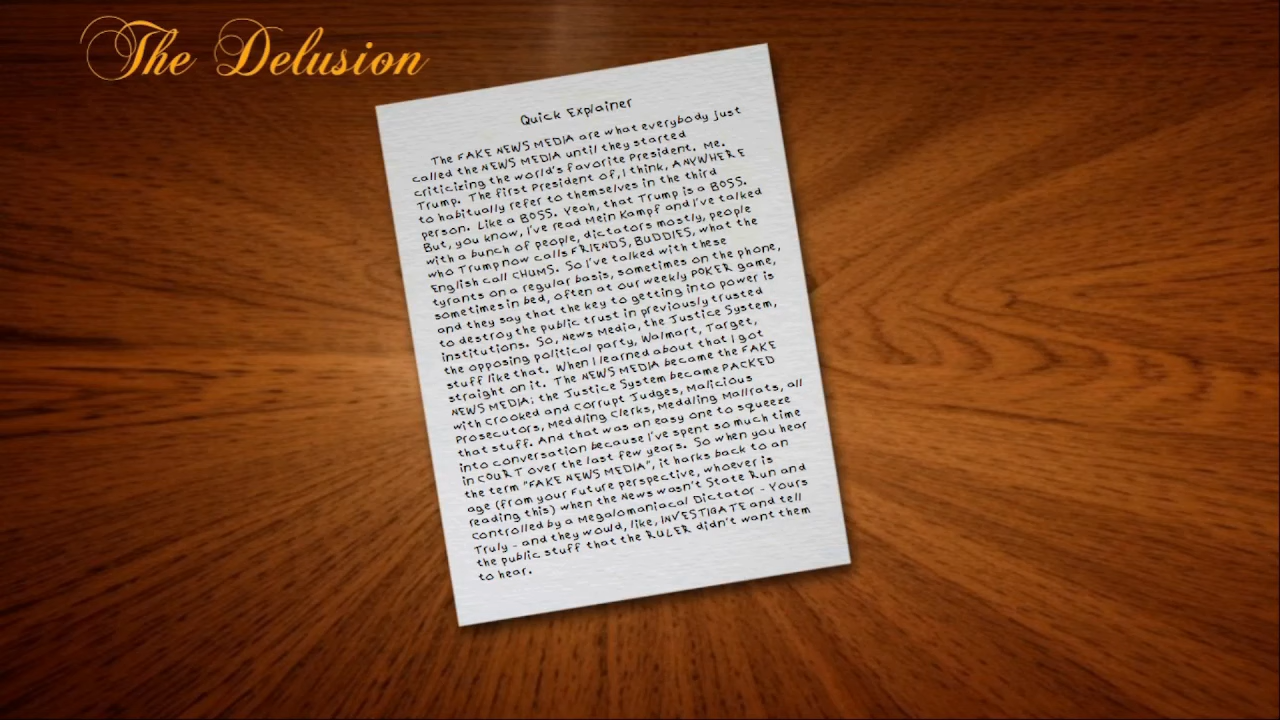 The Delusion
Quick Explainer
The FAKE NEWS MEDIA are what everybody just
called the NEWS MEDIA until they started
criticizing the world's favorite President. Me.
Trump. The first President of, I think, ANYWHERE
to habitually refer to themselves in the third
person. Like a BOSS. Yeah, that Trump is a BOSS.
But, you know, I've read Mein Kampf and I've talked
with a bunch of people, dictators mostly, people
who Trump now calls FRIENDS, BUDDIES, what the
English call CHUMS. So I've talked with these
tyrants on a regular basis, sometimes on the phone,
sometimes in bed, often at our weekly POKER game,
and they say that the key to getting into power is
to destroy the public trust in previously trusted
institutions. So, News Media, the Justice System,
the opposing political party, Walmart, Target,
stuff like that. When I learned about that I got
straight on it. The NEWS MEDIA became the FAKE
NEWS MEDIA; the Justice System became PACKED
with Crooked and Corrupt Judges, Malicious
Prosecutors, Meddling Clerks, Meddling Mallrats, all
that stuff. And that was an easy one to squeeze
into conversation because I've spent so much time
in COURT over the last few years. So when you hear
the term "FAKE NEWS MEDIA", it harks back to an
age (from your Future perspective, whoever is
reading this) when the News wasn't State Run and
controlled by a Megalomaniacal Dictator - Yours
Truly - and they would, like, INVESTIGATE and tell
the public stuff that the RULER didn't want them
to hear.